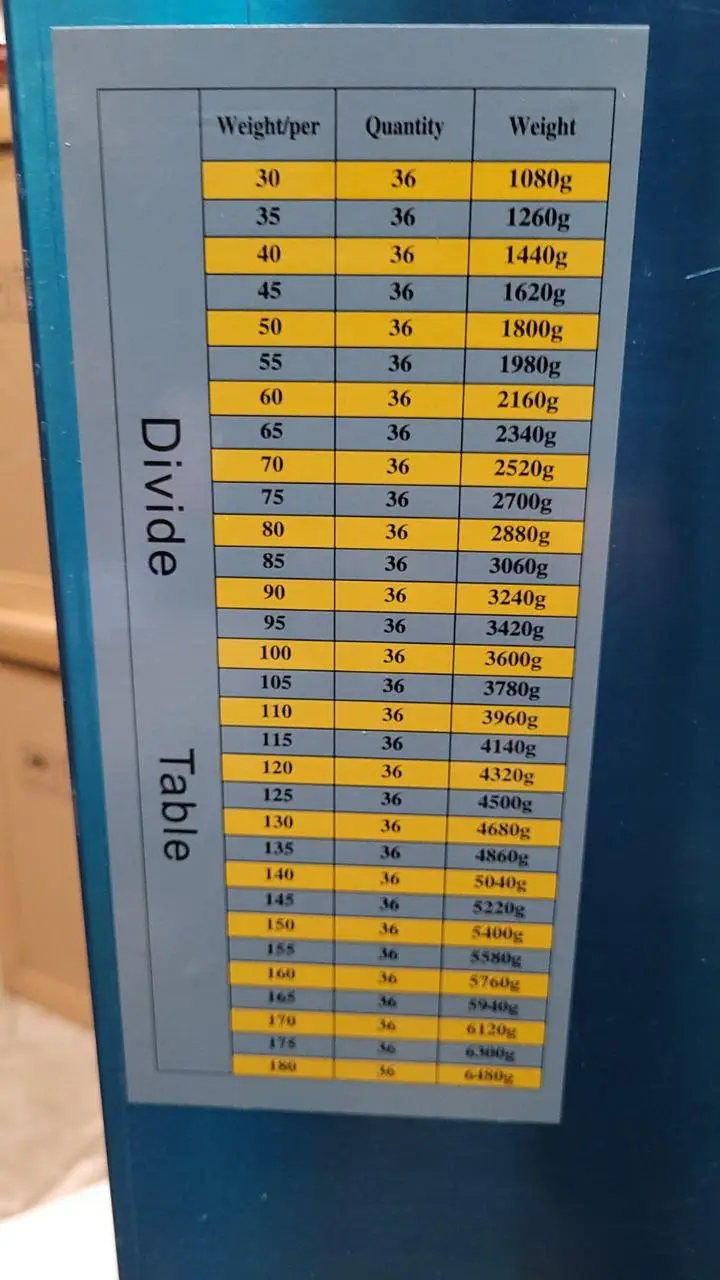 Divide Table
Weight/per Quantity Weight
30 36 1080g
35 36 1260g
40 36 1440g
45 36 1620g
50 36 1800g
55 36 1980g
60 36 2160g
65 36 2340g
70 36 2520g
75 36 2700g
80 36 2880g
85 36 3060g
90 36 3240g
95 36 3420g
100 36 3600g
105 36 3780g
110 36 3960g
115 36 4140g
120 36 4320g
125 36 4500g
130 36 4680g
135 36 4860g
140 36 5040g
145 36 5220g
150 36 5400g
155 36 5580g
160 36 5760g
165 36 5940g
170 36 6120g
175 36 6300g
180 36 6480g